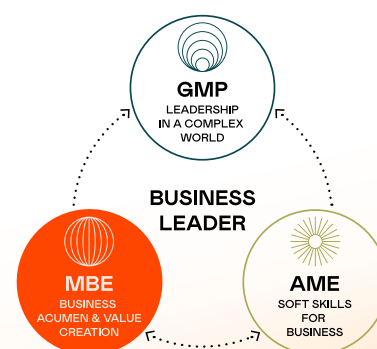 GMP
LEADERSHIP
IN A COMPLEX
WORLD
BUSINESS
LEADER
MBE
BUSINESS
ACUMEN & VALUE
CREATION
AME
SOFT SKILLS
FOR
BUSINESS